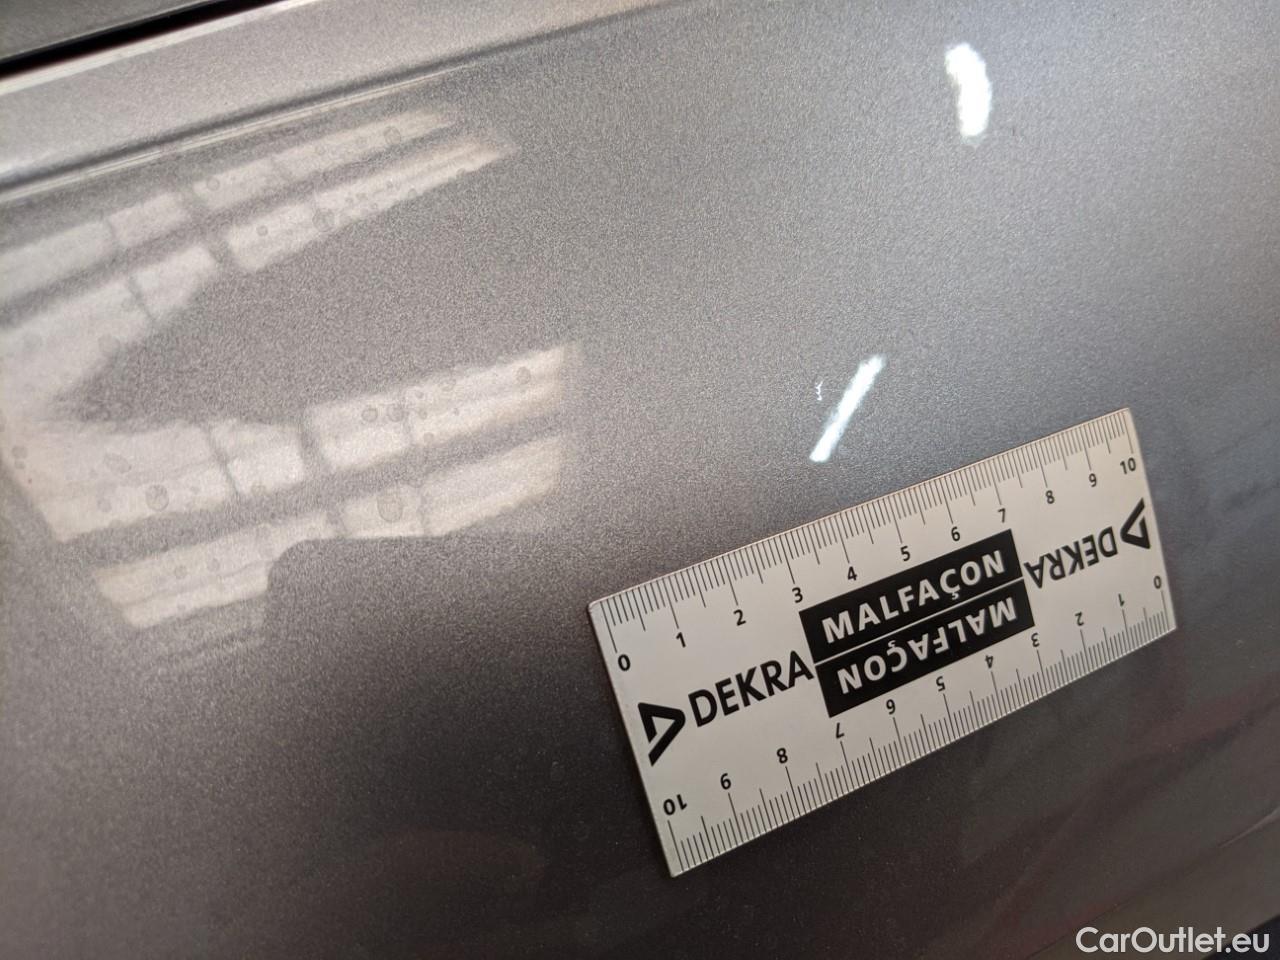 0 1 2 3 4 5 6 7 8 9 10
MALFAÇON
DEKRA
MALFAÇON
DEKRA
10 9 8 7 6 5 4 3 2 1 0
CarOutlet.eu